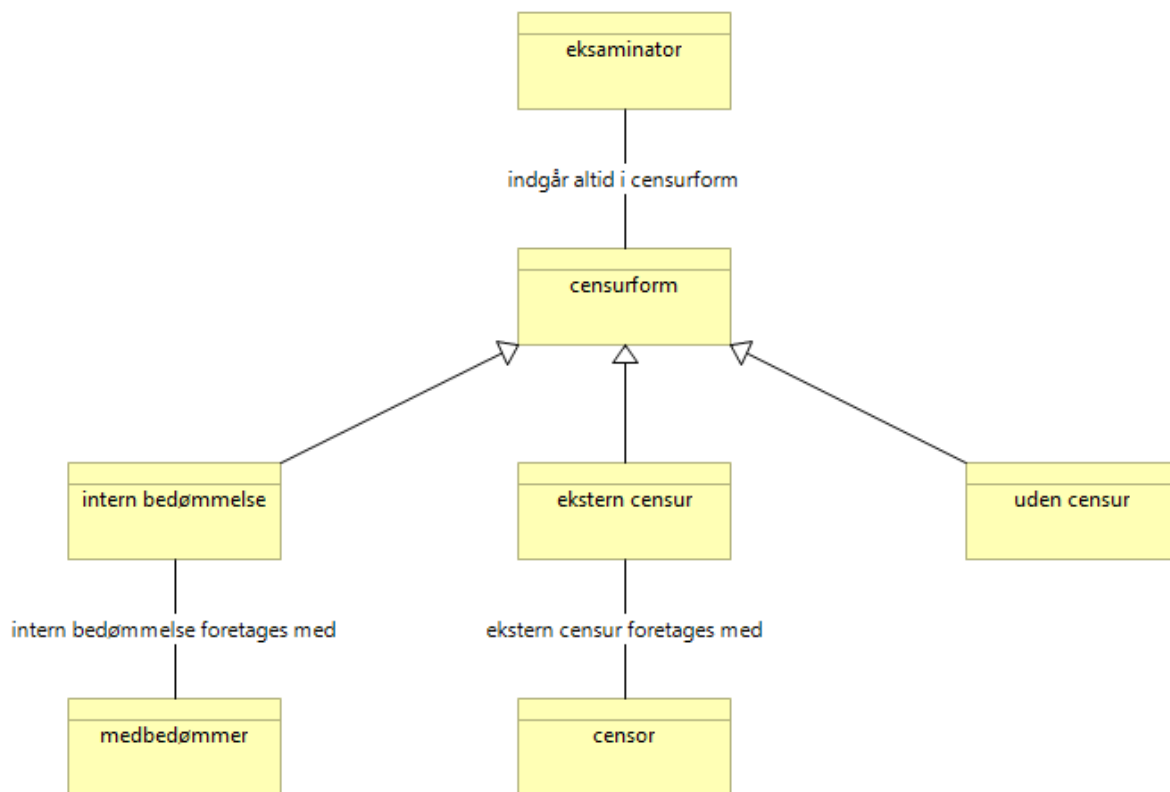 eksaminator
indgår altid i censurform
censurform
intern bedømmelse
ekstern censur
uden censur
intern bedømmelse foretages med
ekstern censur foretages med
medbedømmer
censor